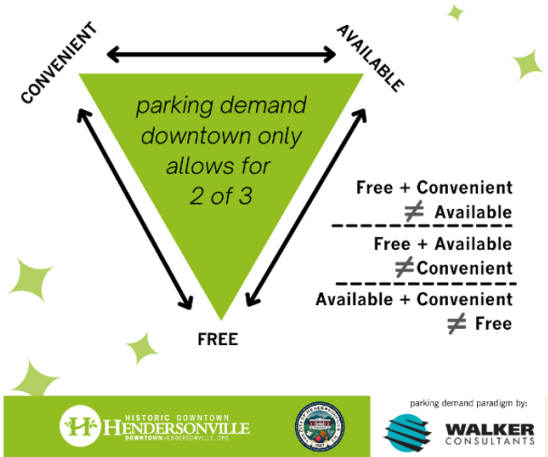 CONVENIENT
AVAILABLE
parking demand
downtown only
allows for
2 of 3
FREE
Free + Convenient
≠ Available
Free + Available
≠Convenient
Available + Convenient
≠ Free
HISTORIC DOWNTOWN
HENDERSONVILLE
DOWNTOWNHENDERSONVILLE.ORG
parking demand paradigm by:
WALKER
CONSULTANTS